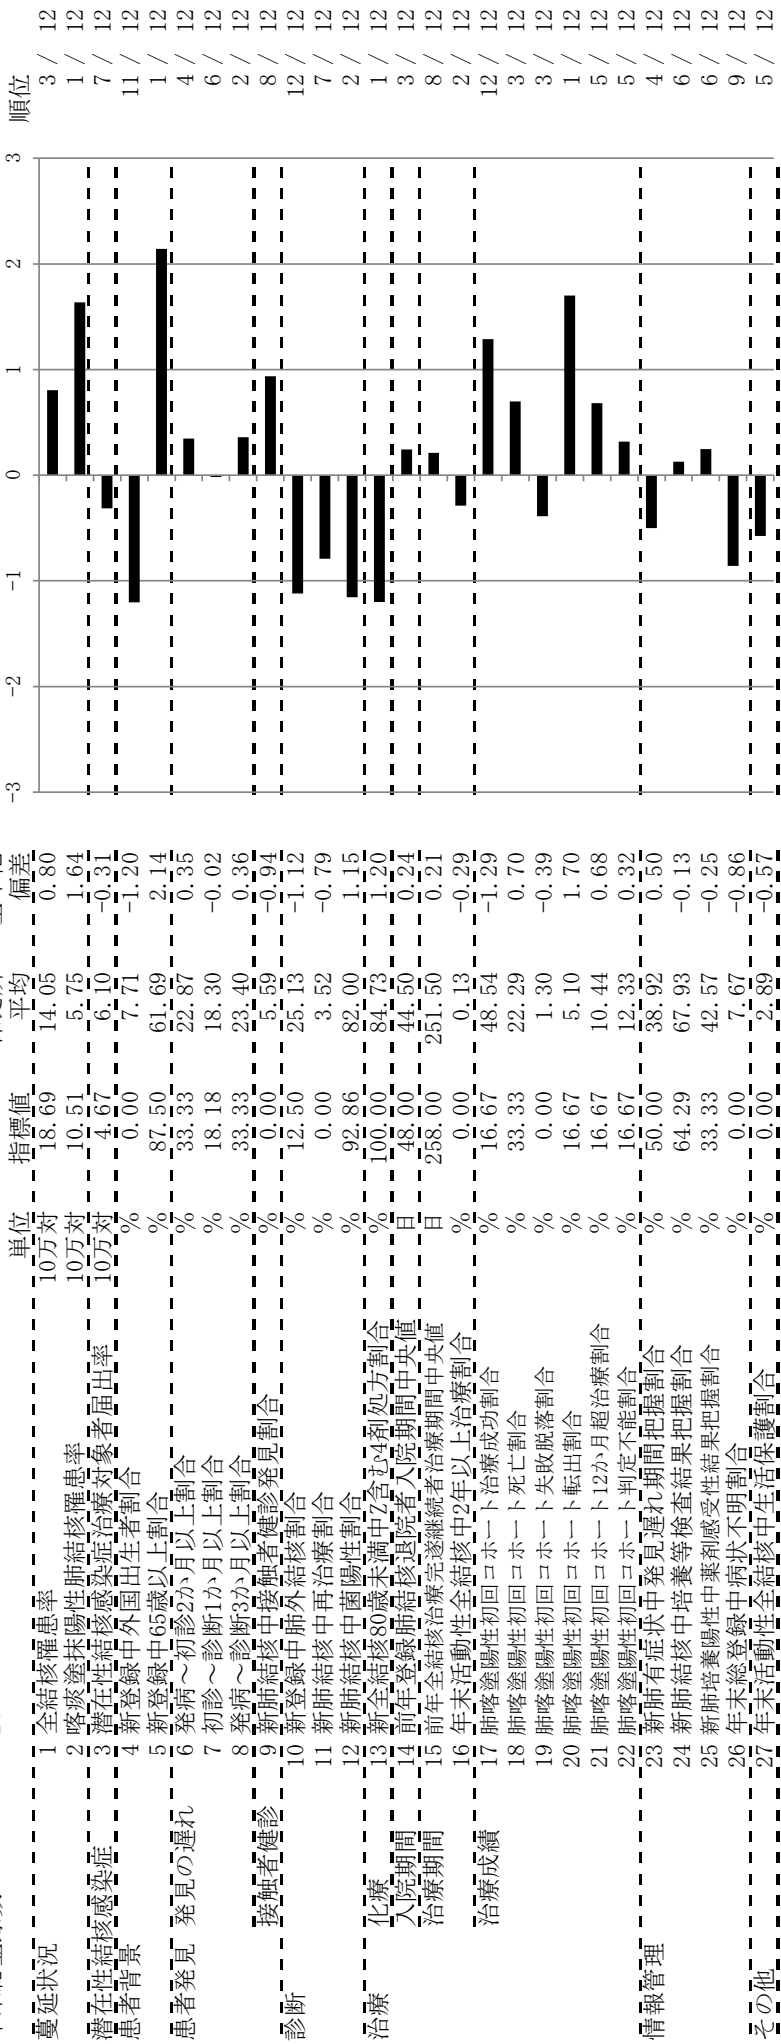 単位 指標値 平均 偏差 -3 -2 -1 0 1 2 3 順位
蔓延状況 1 全結核罹患率 10万対 18.69 14.05 0.80 3 / 12
2 喀痰塗抹陽性肺結核罹患率 10万対 10.51 5.75 1.64 1 / 12
潜在性結核感染症 3 潜在性結核感染症治療対象者届出率 10万対 4.67 6.10 -0.31 7 / 12
患者背景 4 新登録中外国出生者割合 % 0.00 7.71 -1.20 11 / 12
5 新登録中65歳以上割合 % 87.50 61.69 2.14 1 / 12
患者発見 発見の遅れ 6 発病～初診2か月以上割合 % 33.33 22.87 0.35 4 / 12
7 初診～診断1か月以上割合 % 18.18 18.30 -0.02 6 / 12
8 発病～診断3か月以上割合 % 33.33 23.40 0.36 2 / 12
接触者健診 9 新肺結核中接触者健診発見割合 % 0.00 5.59 -0.94 8 / 12
診断 10 新登録中肺外結核割合 % 12.50 25.13 -1.12 12 / 12
11 新肺結核中再治療割合 % 0.00 3.52 -0.79 7 / 12
12 新肺結核中菌陽性割合 % 92.86 82.00 1.15 2 / 12
治療 化療 13 新全結核80歳未満中Z含む4剤処方割合 % 100.00 84.73 1.20 1 / 12
入院期間 14 前年登録肺結核退院者入院期間中央値 日 48.00 44.50 0.24 3 / 12
治療期間 15 前年全結核治療完遂継続者治療期間中央値 日 258.00 251.50 0.21 8 / 12
16 年末活動性全結核中2年以上治療割合 % 0.00 0.13 -0.29 2 / 12
治療成績 17 肺喀塗陽性初回コホート治療成功割合 % 16.67 48.54 -1.29 12 / 12
18 肺喀塗陽性初回コホート死亡割合 % 33.33 22.29 0.70 3 / 12
19 肺喀塗陽性初回コホート失敗脱落割合 % 0.00 1.30 -0.39 3 / 12
20 肺喀塗陽性初回コホート転出割合 % 16.67 5.10 1.70 1 / 12
21 肺喀塗陽性初回コホート12か月超治療割合 % 16.67 10.44 0.68 5 / 12
22 肺喀塗陽性初回コホート判定不能割合 % 16.67 12.33 0.32 5 / 12
情報管理 23 新肺有症状中発見遅れ期間把握割合 % 50.00 38.92 0.50 4 / 12
24 新肺結核中培養等検査結果把握割合 % 64.29 67.93 -0.13 6 / 12
25 新肺培養陽性中薬剤感受性結果把握割合 % 33.33 42.57 -0.25 6 / 12
26 年末総登録中病状不明割合 % 0.00 7.67 -0.86 9 / 12
その他 27 年末活動性全結核中生活保護割合 % 0.00 2.89 -0.57 5 / 12